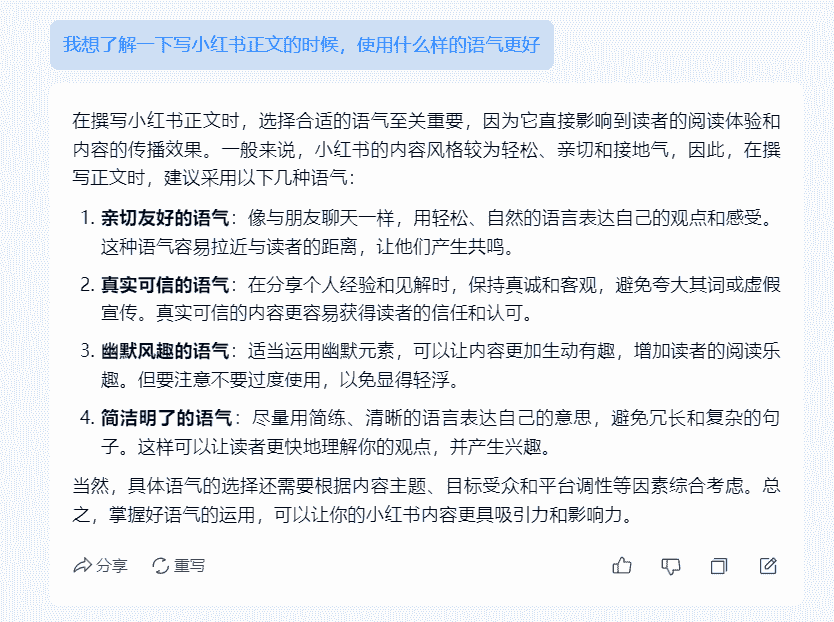 我想了解一下写小红书正文的时候，使用什么样的语气更好
在撰写小红书正文时，选择合适的语气至关重要，因为它直接影响到读者的阅读体验和
内容的传播效果。一般来说，小红书的内容风格较为轻松、亲切和接地气，因此，在撰
写正文时，建议采用以下几种语气：
1. 亲切友好的语气：像与朋友聊天一样，用轻松、自然的语言表达自己的观点和感受。
这种语气容易拉近与读者的距离，让他们产生共鸣。
2. 真实可信的语气：在分享个人经验和见解时，保持真诚和客观，避免夸大其词或虚假
宣传。真实可信的内容更容易获得读者的信任和认可。
3. 幽默风趣的语气：适当运用幽默元素，可以让内容更加生动有趣，增加读者的阅读乐
趣。但要注意不要过度使用，以免显得轻浮。
4. 简洁明了的语气：尽量用简练、清晰的语言表达自己的意思，避免冗长和复杂的句
子。这样可以让读者更快地理解你的观点，并产生兴趣。
当然，具体语气的选择还需要根据内容主题、目标受众和平台调性等因素综合考虑。总
之，掌握好语气的运用，可以让你的小红书内容更具吸引力和影响力。
分享 重写